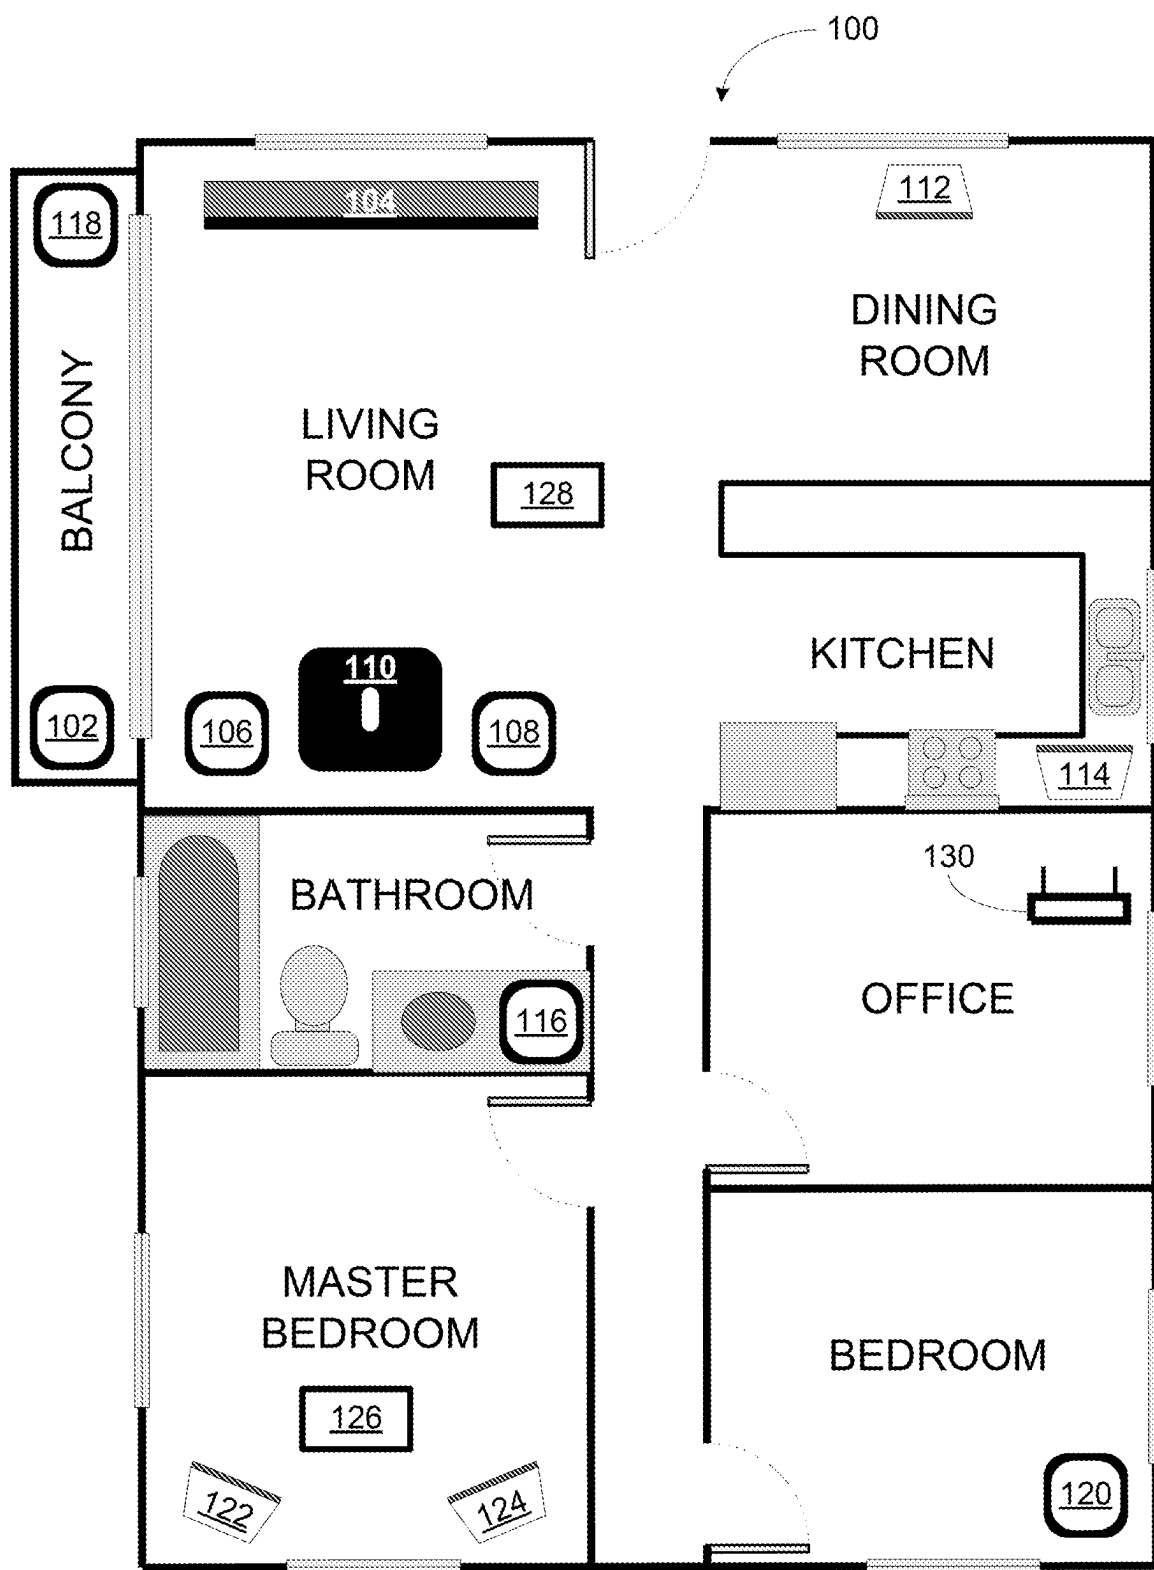 100
104
112
118
DINING
ROOM
BALCONY
LIVING
ROOM
128
KITCHEN
110
102
106
108
114
130
BATHROOM
OFFICE
116
MASTER
BEDROOM
BEDROOM
126
122
124
120